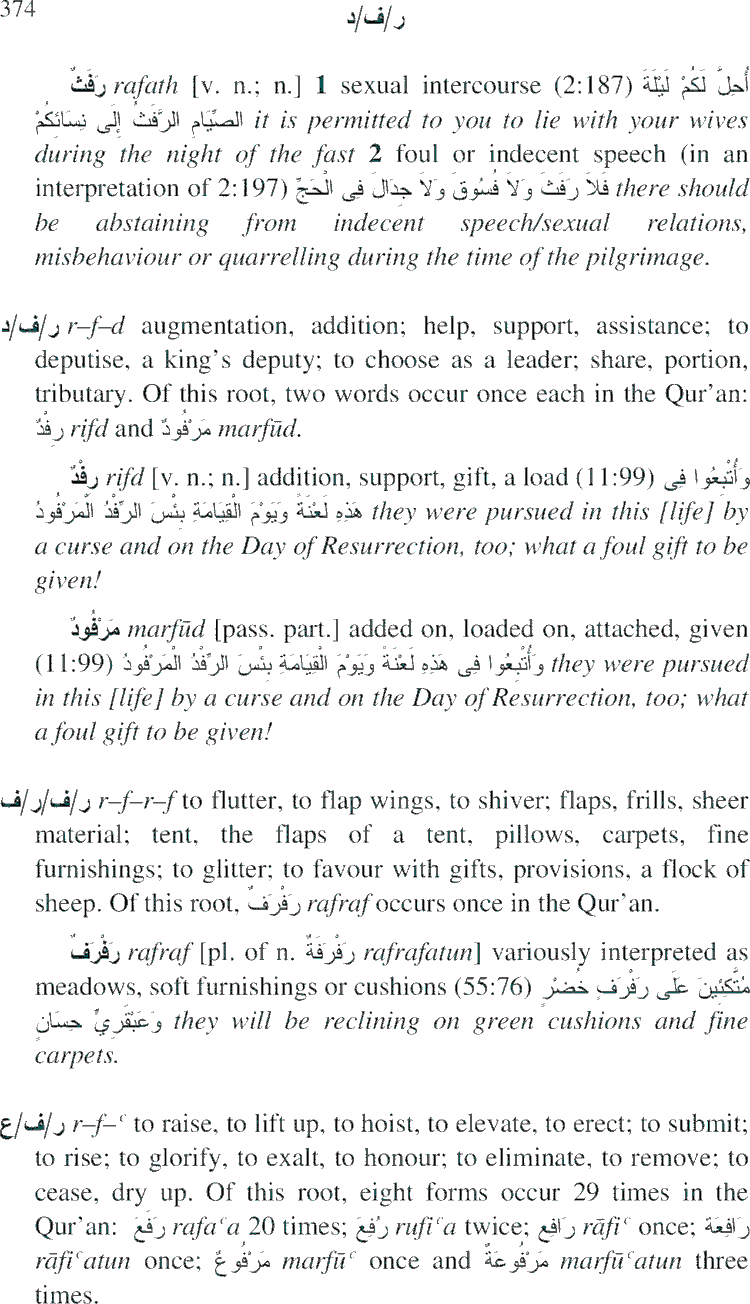 374
ر/ف/د
رَفَثٌ rafath [v. n.; n.] 1 sexual intercourse (2:187) أُحِلَّ لَكُمْ لَيْلَةَ
الصِّيَامِ الرَّفَثُ إِلَى نِسَائِكُمْ it is permitted to you to lie with your wives
during the night of the fast 2 foul or indecent speech (in an
interpretation of 2:197) فَلاَ رَفَثَ وَلاَ فُسُوقَ وَلاَ جِدَالَ فِى الْحَجِّ there should
be abstaining from indecent speech/sexual relations,
misbehaviour or quarrelling during the time of the pilgrimage.
ر/ف/د r–f–d augmentation, addition; help, support, assistance; to
deputise, a king’s deputy; to choose as a leader; share, portion,
tributary. Of this root, two words occur once each in the Qur’an:
رِفْدٌ rifd and مَرْفُودٌ marfūd.
رِفْدٌ rifd [v. n.; n.] addition, support, gift, a load (11:99) وَأُتْبِعُوا فِى
هَذِهِ لَعْنَةً وَيَوْمَ الْقِيَامَةِ بِئْسَ الرِّفْدُ الْمَرْفُودُ they were pursued in this [life] by
a curse and on the Day of Resurrection, too; what a foul gift to be
given!
مَرْفُودٌ marfūd [pass. part.] added on, loaded on, attached, given
(11:99) وَأُتْبِعُوا فِى هَذِهِ لَعْنَةً وَيَوْمَ الْقِيَامَةِ بِئْسَ الرِّفْدُ الْمَرْفُودُ they were pursued
in this [life] by a curse and on the Day of Resurrection, too; what
a foul gift to be given!
ر/ف/ر/ف r–f–r–f to flutter, to flap wings, to shiver; flaps, frills, sheer
material; tent, the flaps of a tent, pillows, carpets, fine
furnishings; to glitter; to favour with gifts, provisions, a flock of
sheep. Of this root, رَفْرَفٌ rafraf occurs once in the Qur’an.
رَفْرَفٌ rafraf [pl. of n. رَفْرَفَةٌ rafrafatun] variously interpreted as
meadows, soft furnishings or cushions (55:76) مُتَّكِئِينَ عَلَى رَفْرَفٍ خُضْرٍ
وَعَبْقَرِيٍّ حِسَانٍ they will be reclining on green cushions and fine
carpets.
ر/ف/ع r–f–ʿ to raise, to lift up, to hoist, to elevate, to erect; to submit;
to rise; to glorify, to exalt, to honour; to eliminate, to remove; to
cease, dry up. Of this root, eight forms occur 29 times in the
Qur’an: رَفَعَ rafaʿa 20 times; رُفِعَ rufiʿa twice; رَافِع rāfiʿ once; رَافِعَة
rāfiʿatun once; مَرْفُوعٌ marfūʿ once and مَرْفُوعَةٌ marfūʿatun three
times.